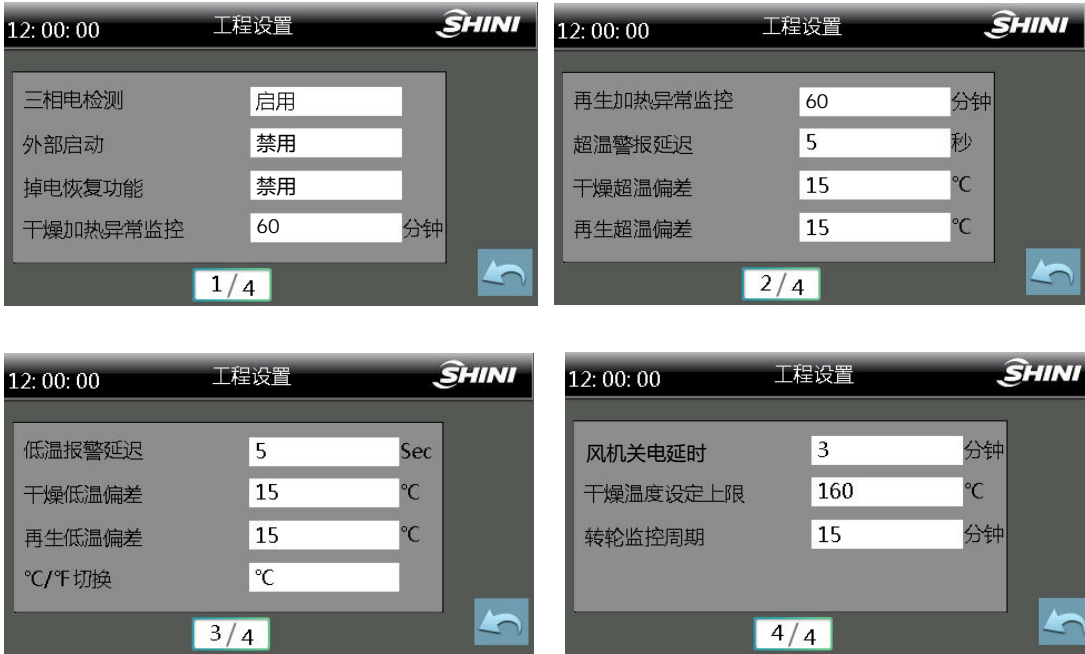 12: 00: 00 工程设置 SHINI
三相电检测 启用
外部启动 禁用
掉电恢复功能 禁用
干燥加热异常监控 60 分钟
1/4
12: 00: 00 工程设置 SHINI
再生加热异常监控 60 分钟
超温警报延迟 5 秒
干燥超温偏差 15 ℃
再生超温偏差 15 ℃
2/4
12: 00: 00 工程设置 SHINI
低温报警延迟 5 Sec
干燥低温偏差 15 ℃
再生低温偏差 15 ℃
℃/℉切换 ℃
3/4
12: 00: 00 工程设置 SHINI
风机关电延时 3 分钟
干燥温度设定上限 160 ℃
转轮监控周期 15 分钟
4/4